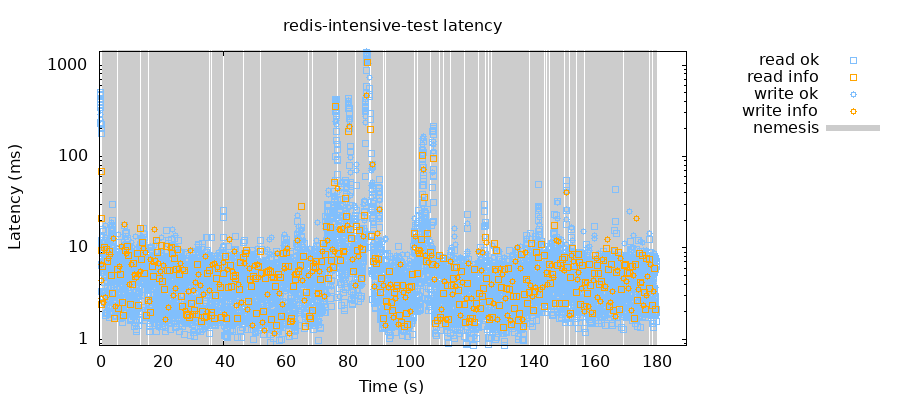 redis-intensive-test latency
read ok
read info
write ok
write info
nemesis
Latency (ms)
1000
100
10
1
0 20 40 60 80 100 120 140 160 180
Time (s)